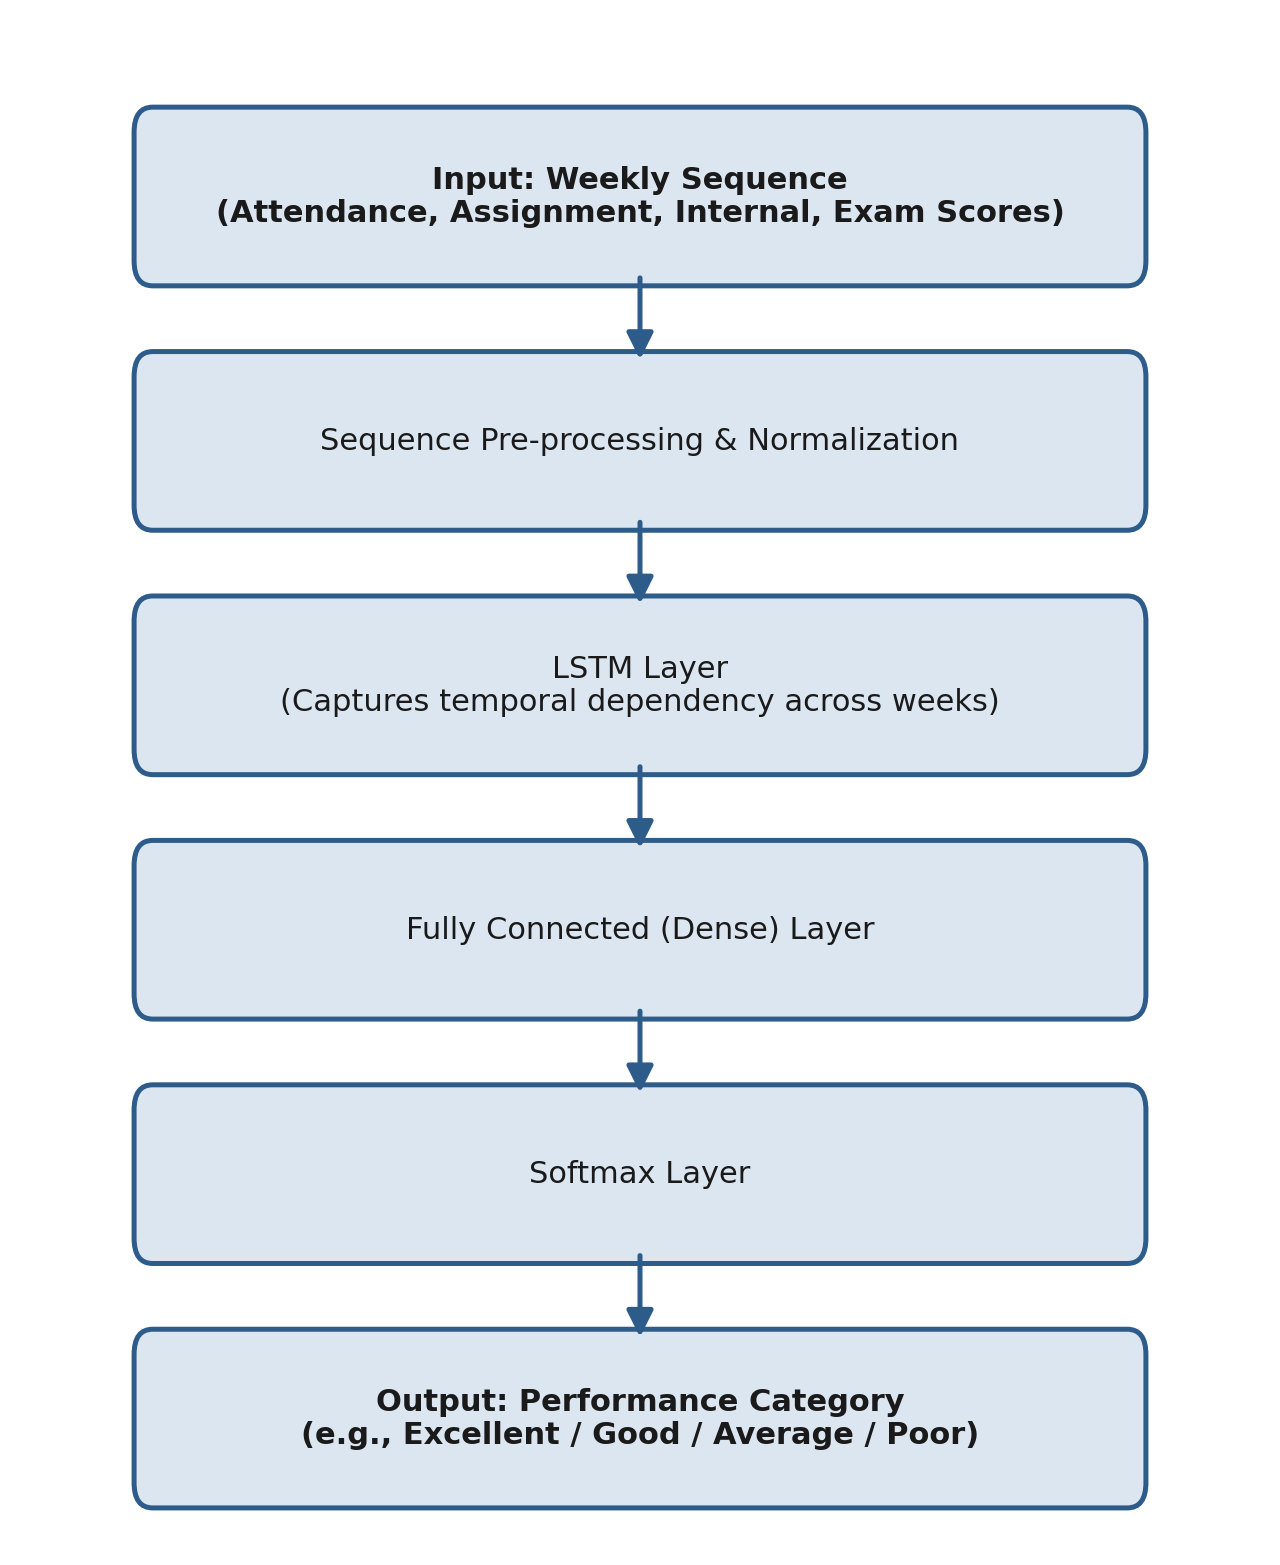 Input: Weekly Sequence
(Attendance, Assignment, Internal, Exam Scores)
Sequence Pre-processing & Normalization
LSTM Layer
(Captures temporal dependency across weeks)
Fully Connected (Dense) Layer
Softmax Layer
Output: Performance Category
(e.g., Excellent / Good / Average / Poor)